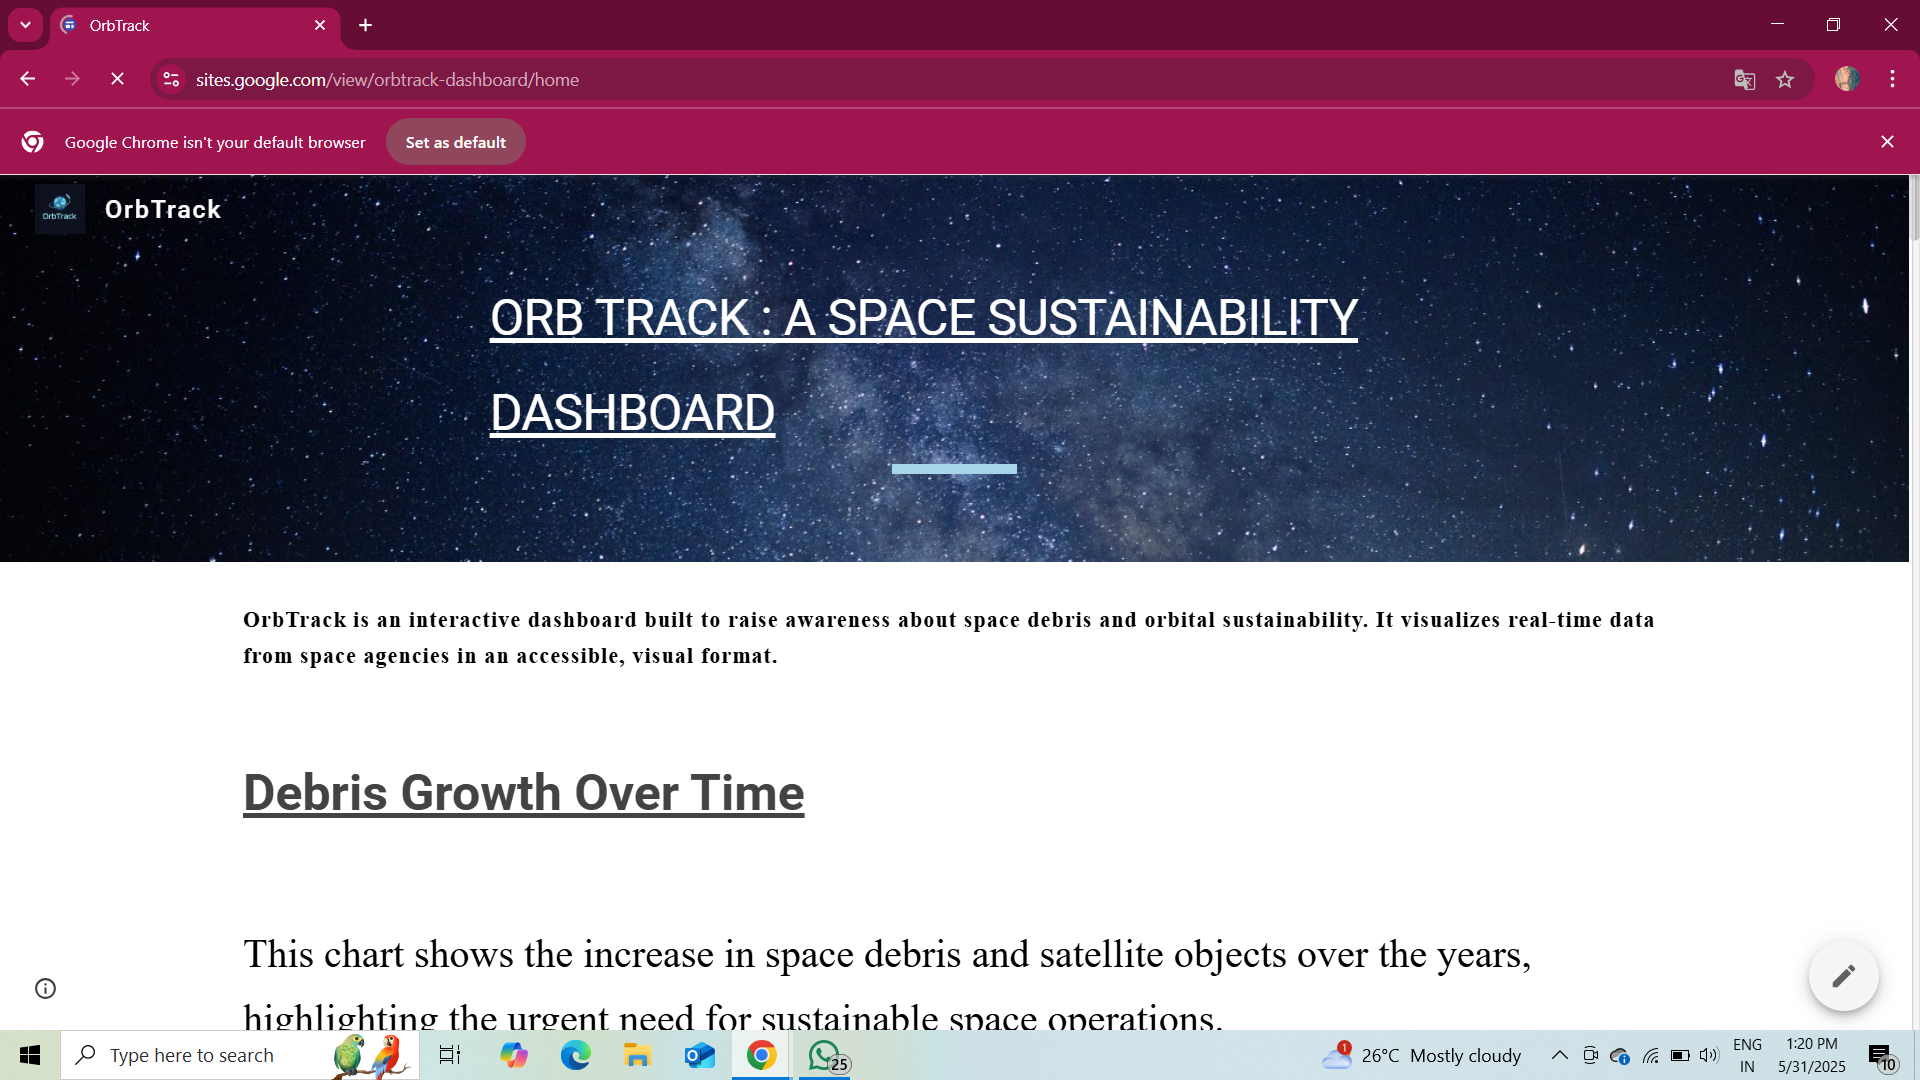 OrbTrack
sites.google.com/view/orbtrack-dashboard/home
Google Chrome isn't your default browser
Set as default
OrbTrack
OrbTrack
ORB TRACK : A SPACE SUSTAINABILITY
DASHBOARD
OrbTrack is an interactive dashboard built to raise awareness about space debris and orbital sustainability. It visualizes real-time data
from space agencies in an accessible, visual format.
Debris Growth Over Time
This chart shows the increase in space debris and satellite objects over the years,
highlighting the urgent need for sustainable space operations.
Type here to search
25
1
26°C Mostly cloudy
ENG
IN
1:20 PM
5/31/2025
10